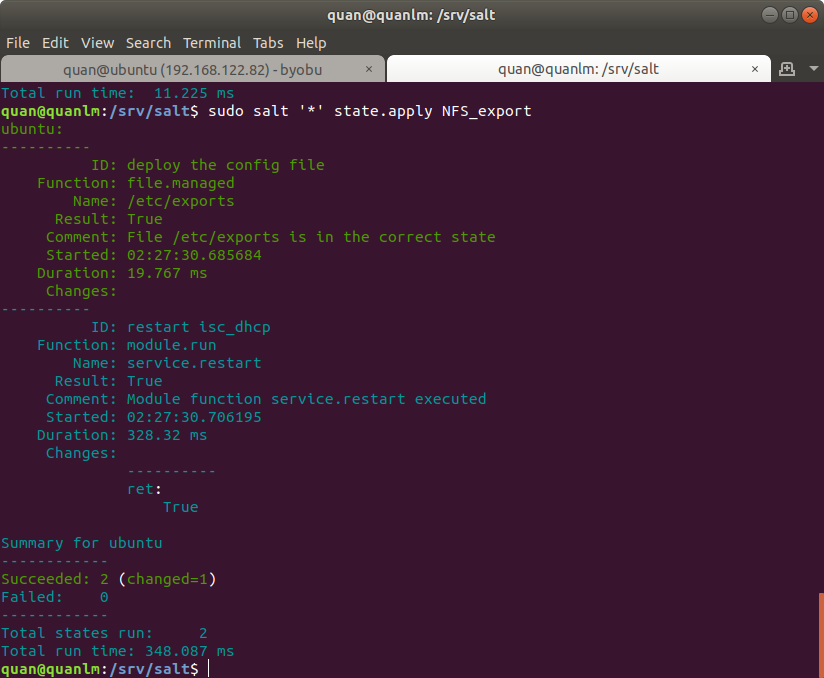 quan@quanlm: /srv/salt
File Edit View Search Terminal Tabs Help
quan@ubuntu (192.168.122.82) - byobu × quan@quanlm: /srv/salt ×
Total run time:  11.225 ms
quan@quanlm:/srv/salt$ sudo salt '*' state.apply NFS_export
ubuntu:
----------
          ID: deploy the config file
    Function: file.managed
        Name: /etc/exports
      Result: True
     Comment: File /etc/exports is in the correct state
     Started: 02:27:30.685684
    Duration: 19.767 ms
     Changes:
----------
          ID: restart isc_dhcp
    Function: module.run
        Name: service.restart
      Result: True
     Comment: Module function service.restart executed
     Started: 02:27:30.706195
    Duration: 328.32 ms
     Changes:
              ----------
              ret:
                  True

Summary for ubuntu
------------
Succeeded: 2 (changed=1)
Failed:    0
------------
Total states run:     2
Total run time: 348.087 ms
quan@quanlm:/srv/salt$